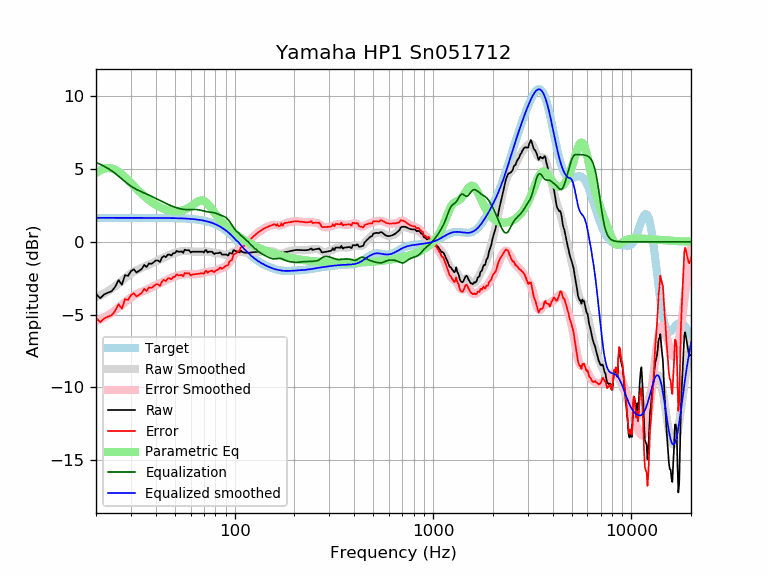 Yamaha HP1 Sn051712
Amplitude (dBr)
10
5
0
−5
−10
−15
Target
Raw Smoothed
Error Smoothed
Raw
Error
Parametric Eq
Equalization
Equalized smoothed
100
1000
10000
Frequency (Hz)